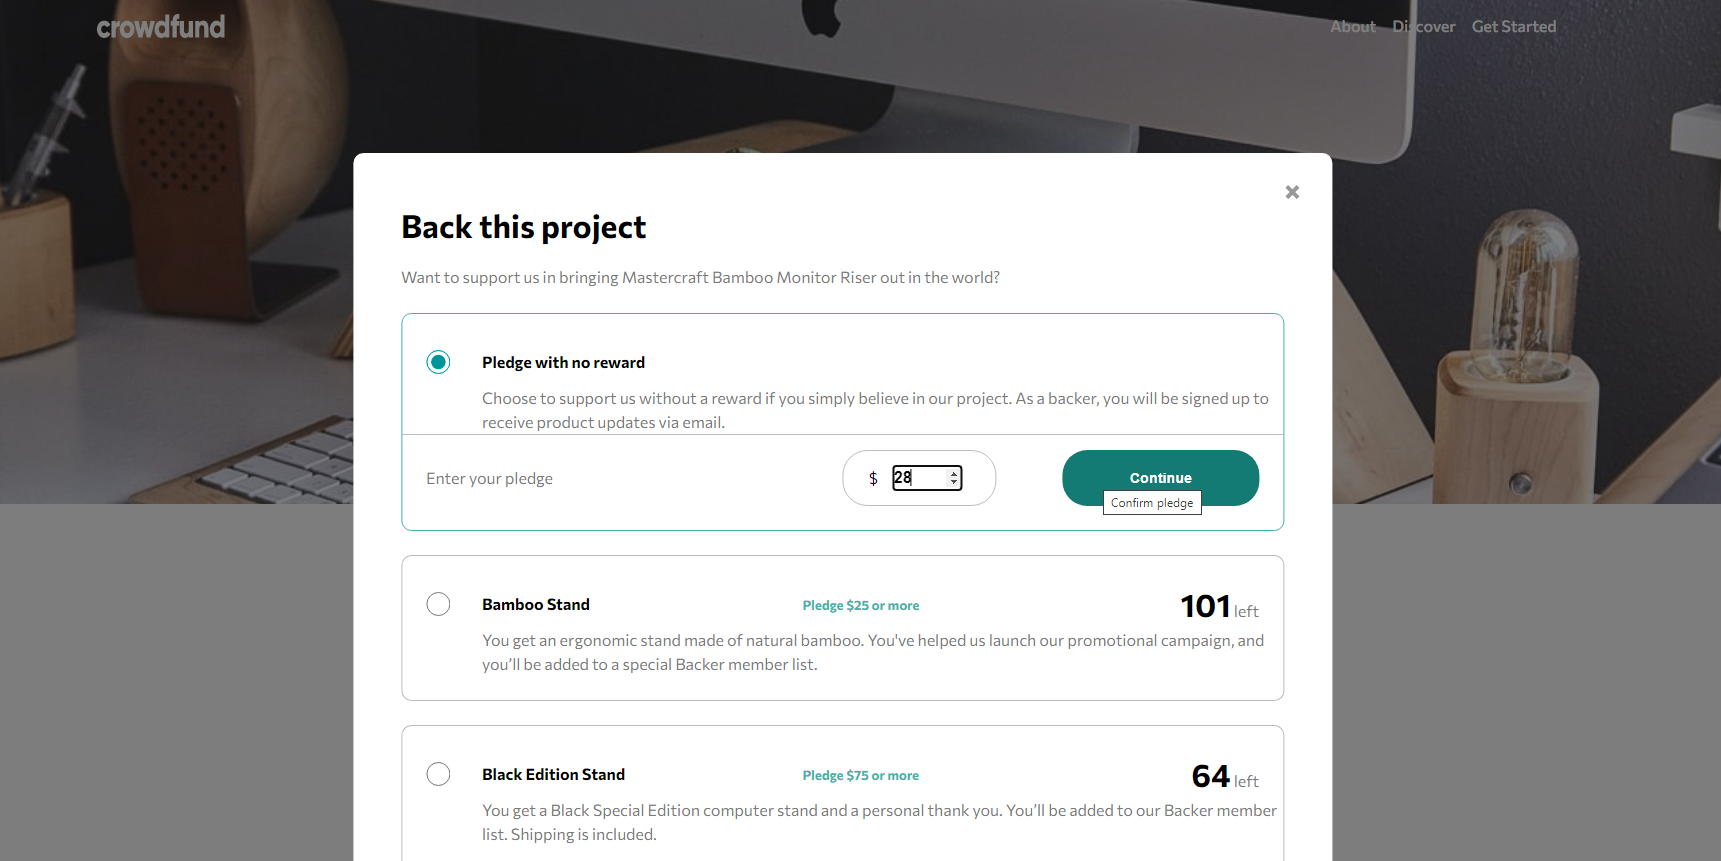 crowdfund
About Discover Get Started
Back this project
Want to support us in bringing Mastercraft Bamboo Monitor Riser out in the world?
Pledge with no reward
Choose to support us without a reward if you simply believe in our project. As a backer, you will be signed up to
receive product updates via email.
Enter your pledge
$ 28
Continue
Confirm pledge
Bamboo Stand
Pledge $25 or more
101 left
You get an ergonomic stand made of natural bamboo. You've helped us launch our promotional campaign, and
you’ll be added to a special Backer member list.
Black Edition Stand
Pledge $75 or more
64 left
You get a Black Special Edition computer stand and a personal thank you. You’ll be added to our Backer member
list. Shipping is included.